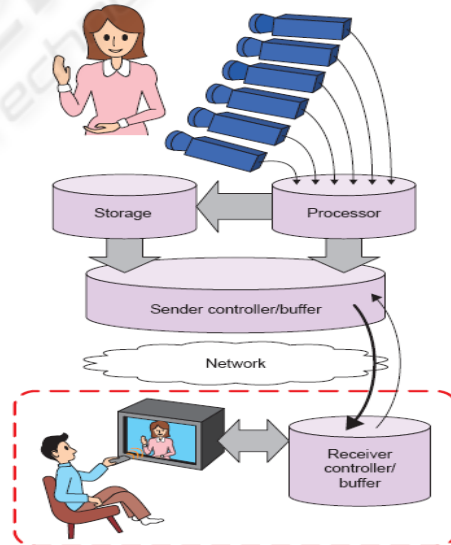 Storage
Processor
Sender controller/buffer
Network
Receiver
controller/
buffer